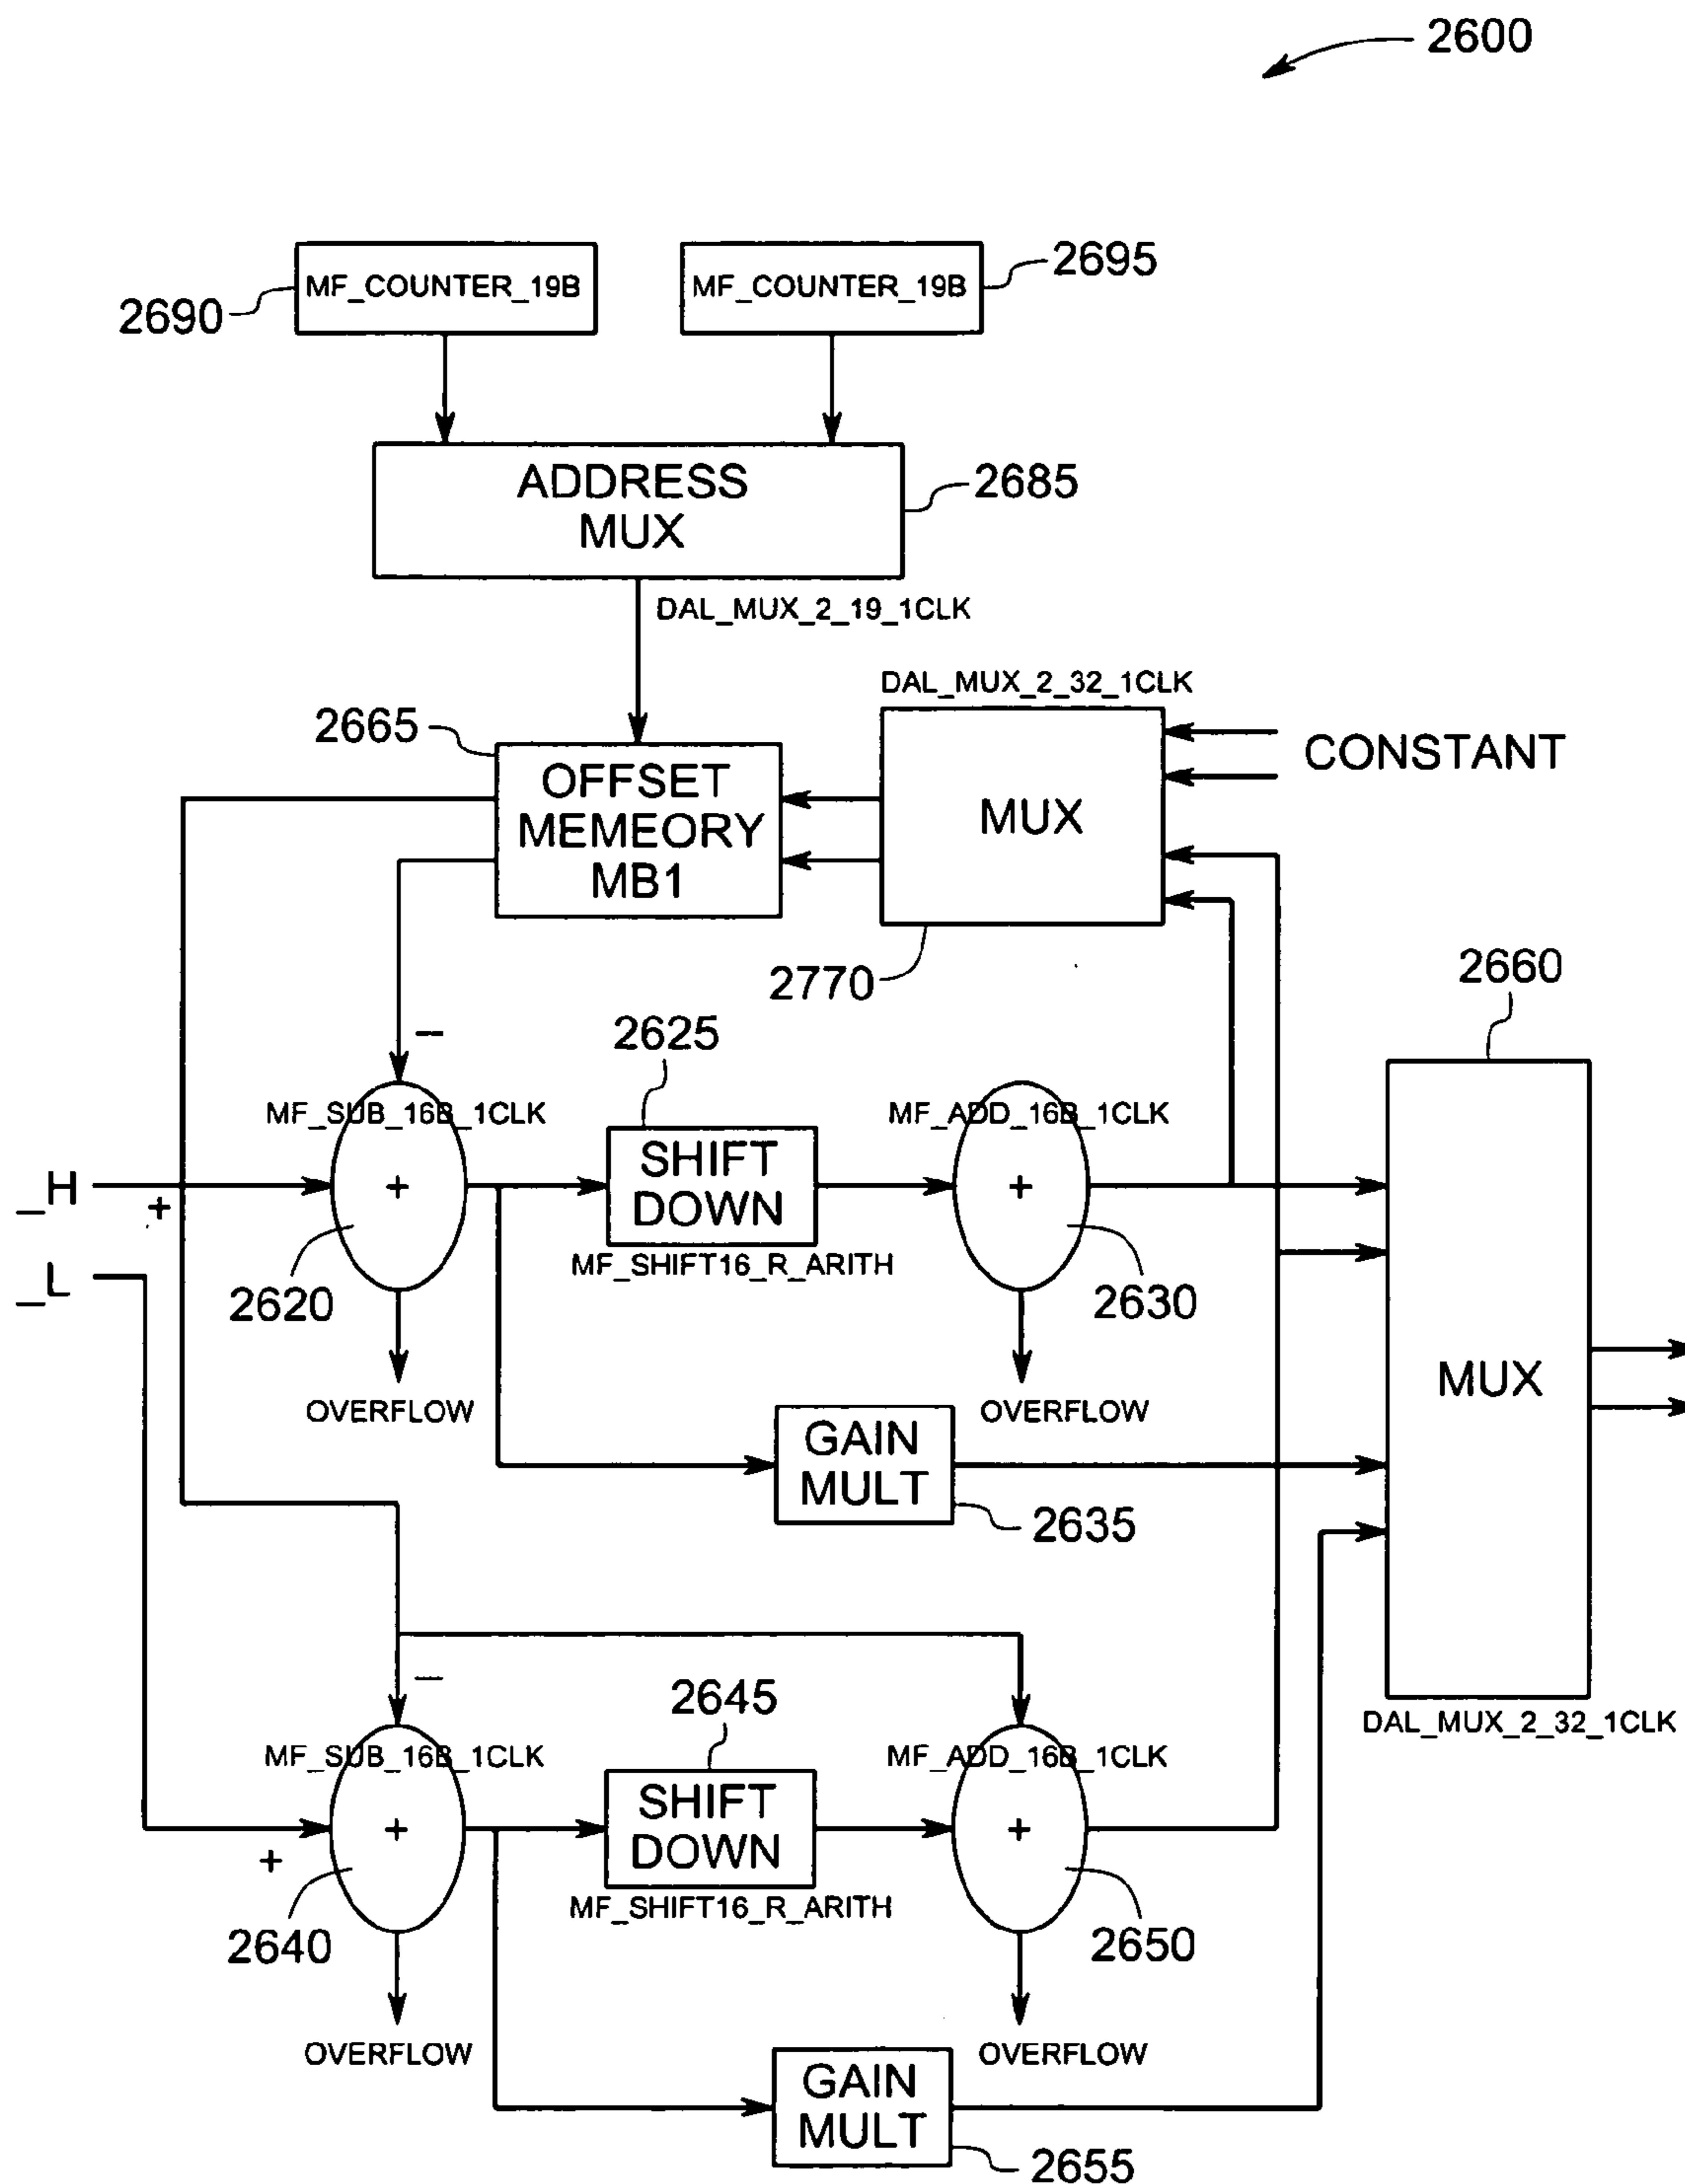 2600
MF_COUNTER_19B
MF_COUNTER_19B
2695
2690
ADDRESS
MUX
2685
DAL_MUX_2_19_1CLK
DAL_MUX_2_32_1CLK
2665
OFFSET
MEMEORY
MB1
MUX
CONSTANT
2770
2660
−
2625
MF_SUB_16B_1CLK
MF_ADD_16B_1CLK
SHIFT
DOWN
_H
+
+
+
MF_SHIFT16_R_ARITH
_L
2620
2630
MUX
OVERFLOW
OVERFLOW
GAIN
MULT
2635
−
2645
DAL_MUX_2_32_1CLK
MF_SUB_16B_1CLK
MF_ADD_16B_1CLK
SHIFT
DOWN
+
+
+
MF_SHIFT16_R_ARITH
2640
2650
OVERFLOW
OVERFLOW
GAIN
MULT
2655